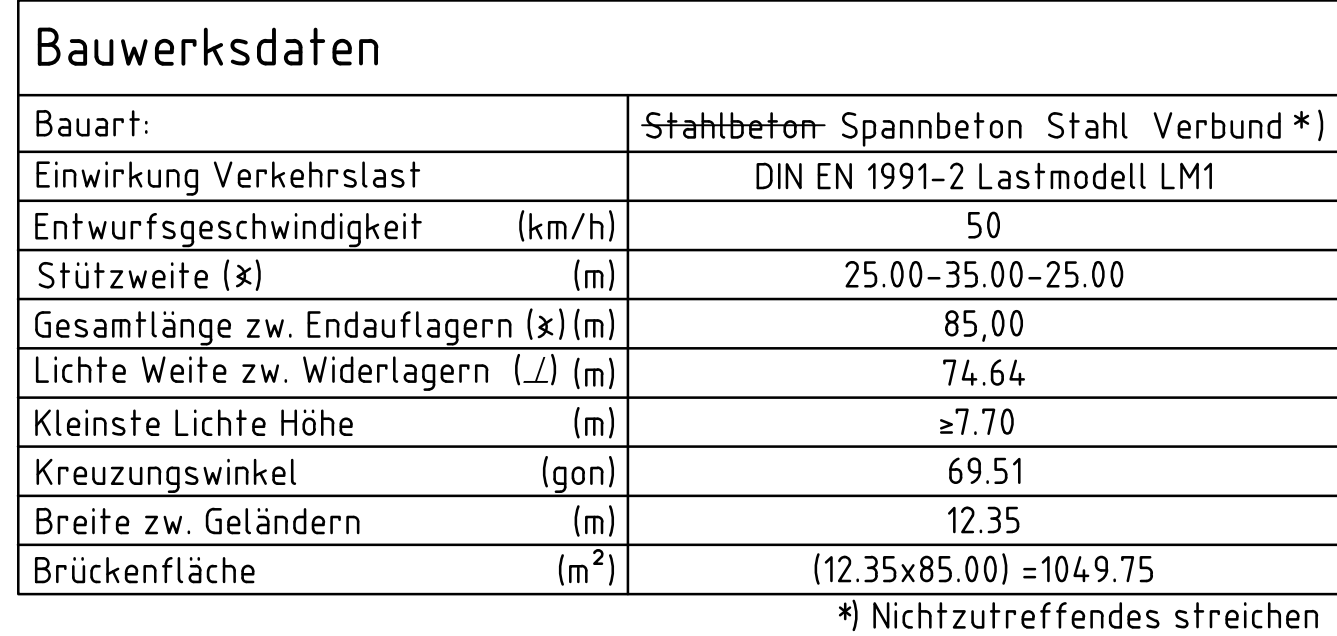 Bauwerksdaten
Bauart: Stahlbeton Spannbeton Stahl Verbund *)
Einwirkung Verkehrslast DIN EN 1991-2 Lastmodell LM1
Entwurfsgeschwindigkeit (km/h) 50
Stützweite (∡) (m) 25.00-35.00-25.00
Gesamtlänge zw. Endauflagern (∡) (m) 85,00
Lichte Weite zw. Widerlagern (⊥) (m) 74.64
Kleinste Lichte Höhe (m) ≥7.70
Kreuzungswinkel (gon) 69.51
Breite zw. Geländern (m) 12.35
Brückenfläche (m²) (12.35x85.00) =1049.75
*) Nichtzutreffendes streichen